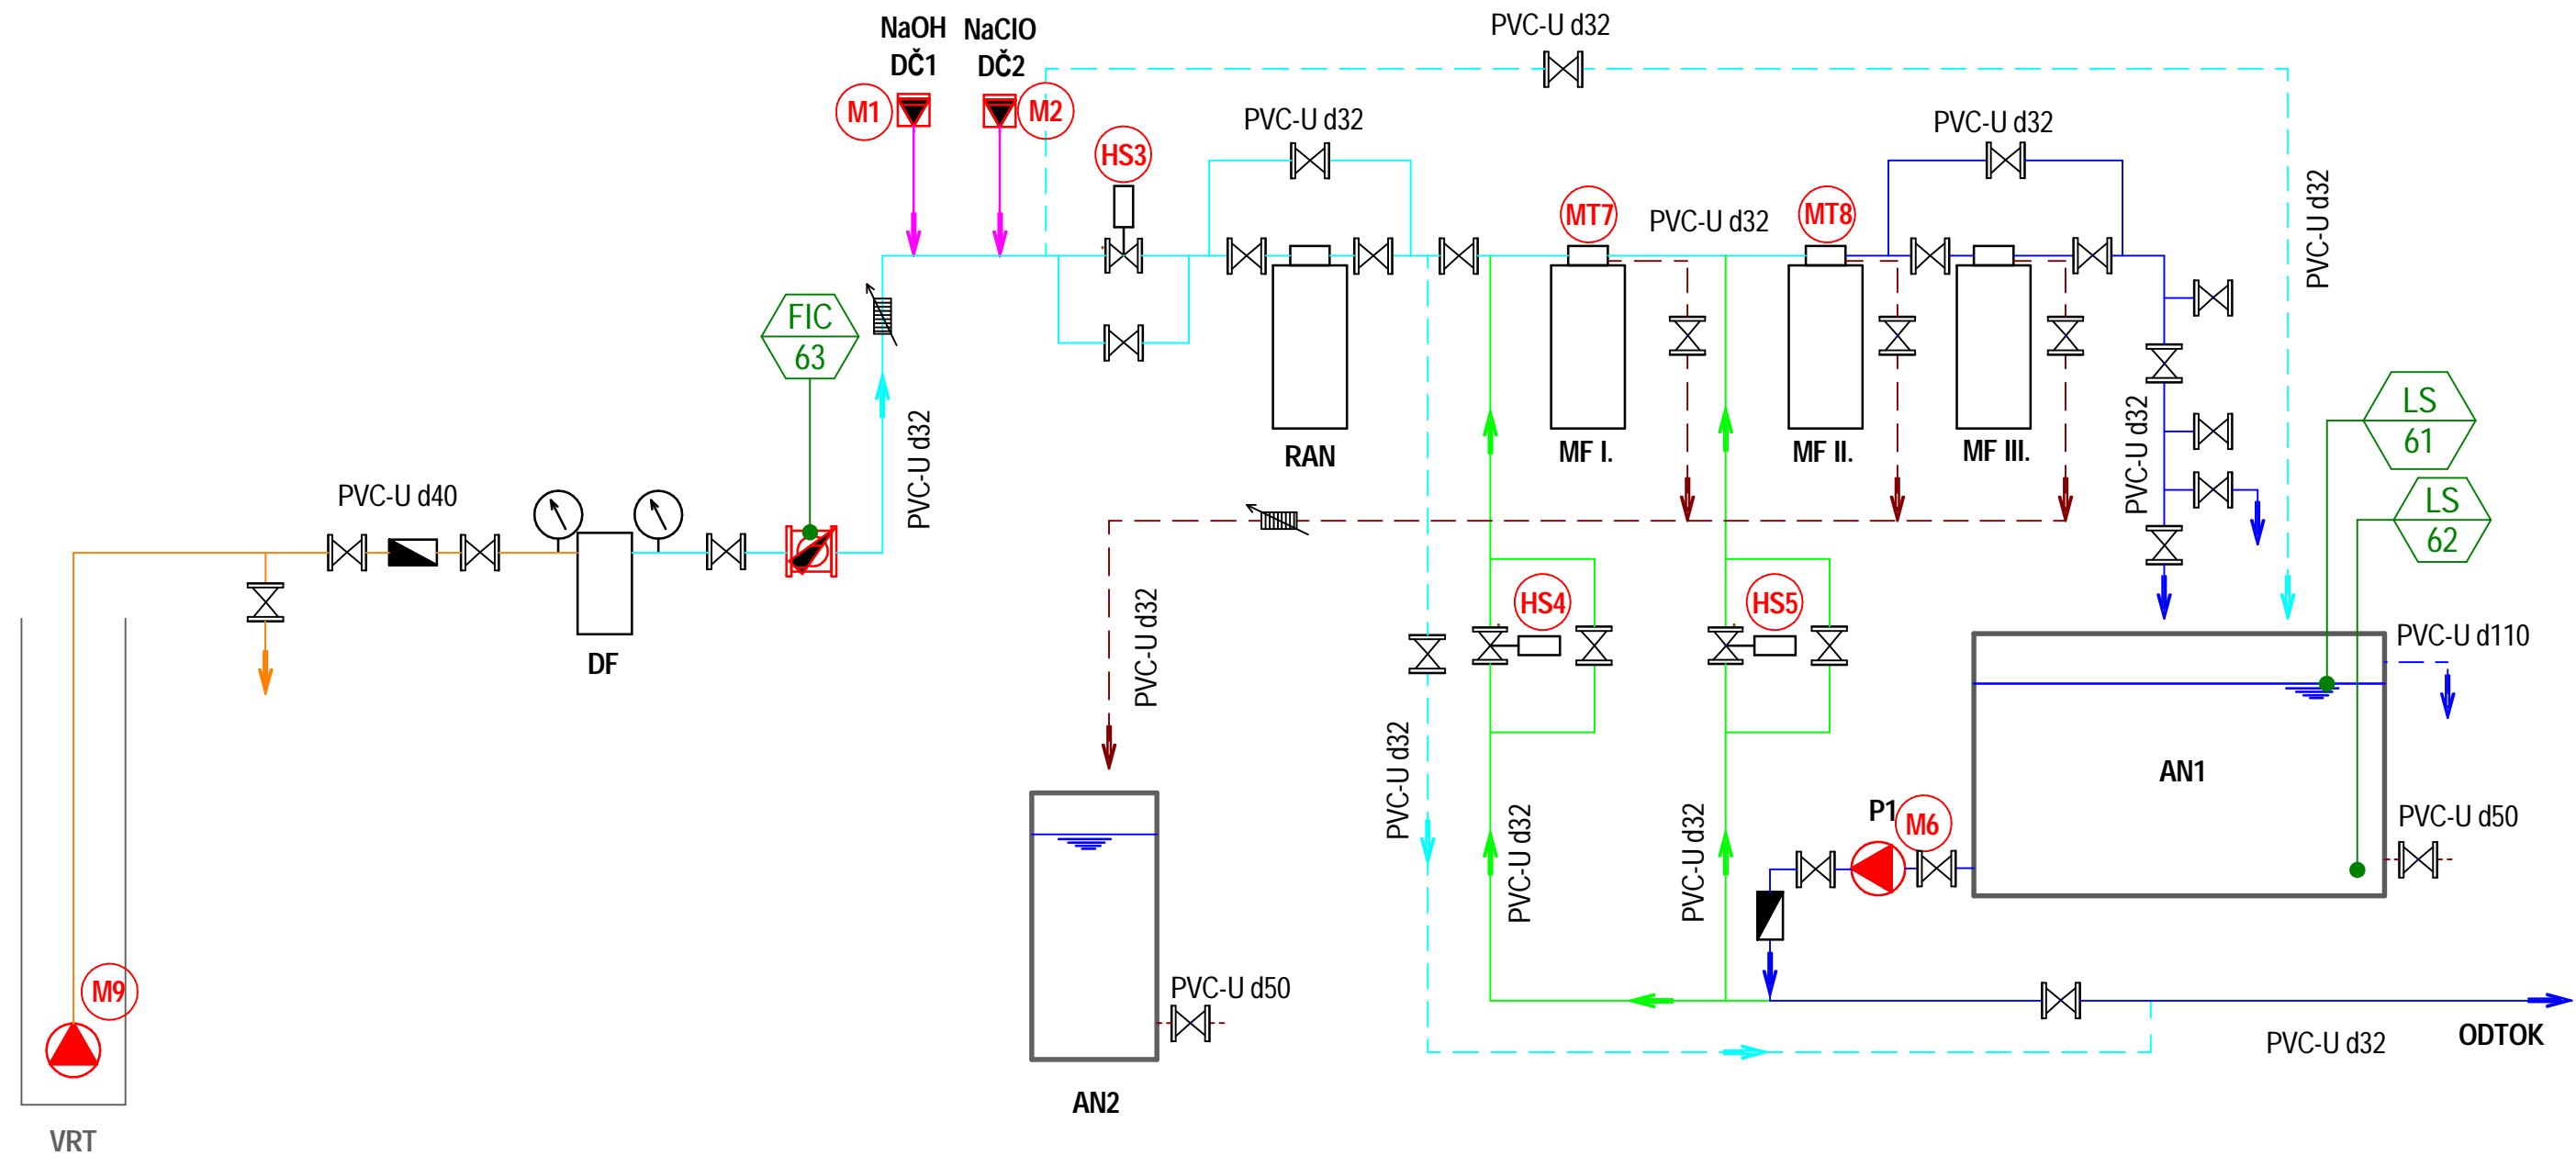 NaOH
DČ1
NaClO
DČ2
PVC-U d32
M1
M2
HS3
PVC-U d32
PVC-U d32
MT7
PVC-U d32
MT8
PVC-U d32
FIC
63
PVC-U d32
RAN
MF I.
MF II.
MF III.
PVC-U d32
LS
61
LS
62
PVC-U d40
DF
HS4
HS5
PVC-U d32
PVC-U d110
PVC-U d32
AN1
P1
M6
PVC-U d50
PVC-U d32
PVC-U d32
M9
PVC-U d50
ODTOK
PVC-U d32
AN2
VRT